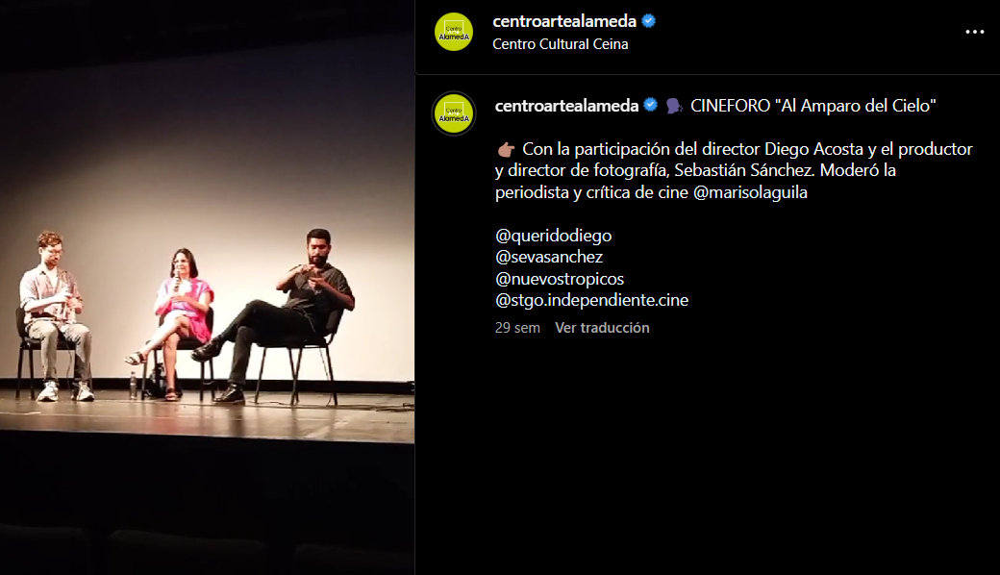 centroartealameda
Centro Cultural Ceina
Centro
AlamedA
centroartealameda 🗣 CINEFORO "Al Amparo del Cielo"
Centro
AlamedA
👉🏽 Con la participación del director Diego Acosta y el productor
y director de fotografía, Sebastián Sánchez. Moderó la
periodista y crítica de cine @marisolaguila
@queridodiego
@sevasanchez
@nuevostropicos
@stgo.independiente.cine
29 sem Ver traducción